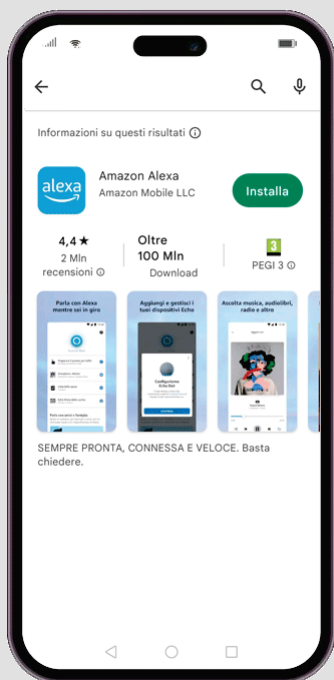 Informazioni su questi risultati
alexa
Amazon Alexa
Amazon Mobile LLC
Installa
4,4★
2 Mln
recensioni
Oltre
100 Mln
Download
3
PEGI 3
Parla con Alexa
mentre sei in giro
Aggiungi e gestisci i
tuoi dispositivi Echo
Ascolta musica, audiolibri,
radio e altro
SEMPRE PRONTA, CONNESSA E VELOCE. Basta
chiedere.